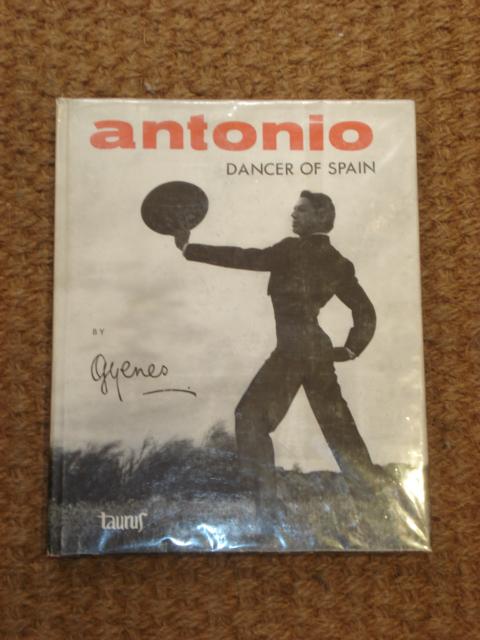 antonio
DANCER OF SPAIN
BY
Gyenes
taurus